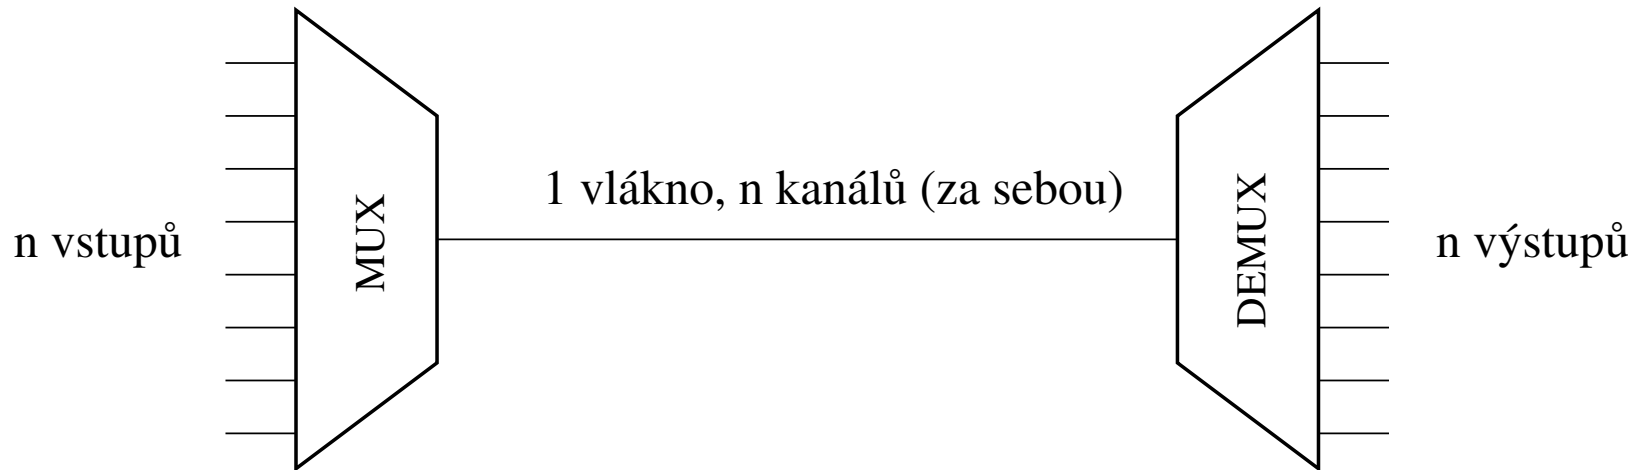 n vstupů
MUX
1 vlákno, n kanálů (za sebou)
DEMUX
n výstupů